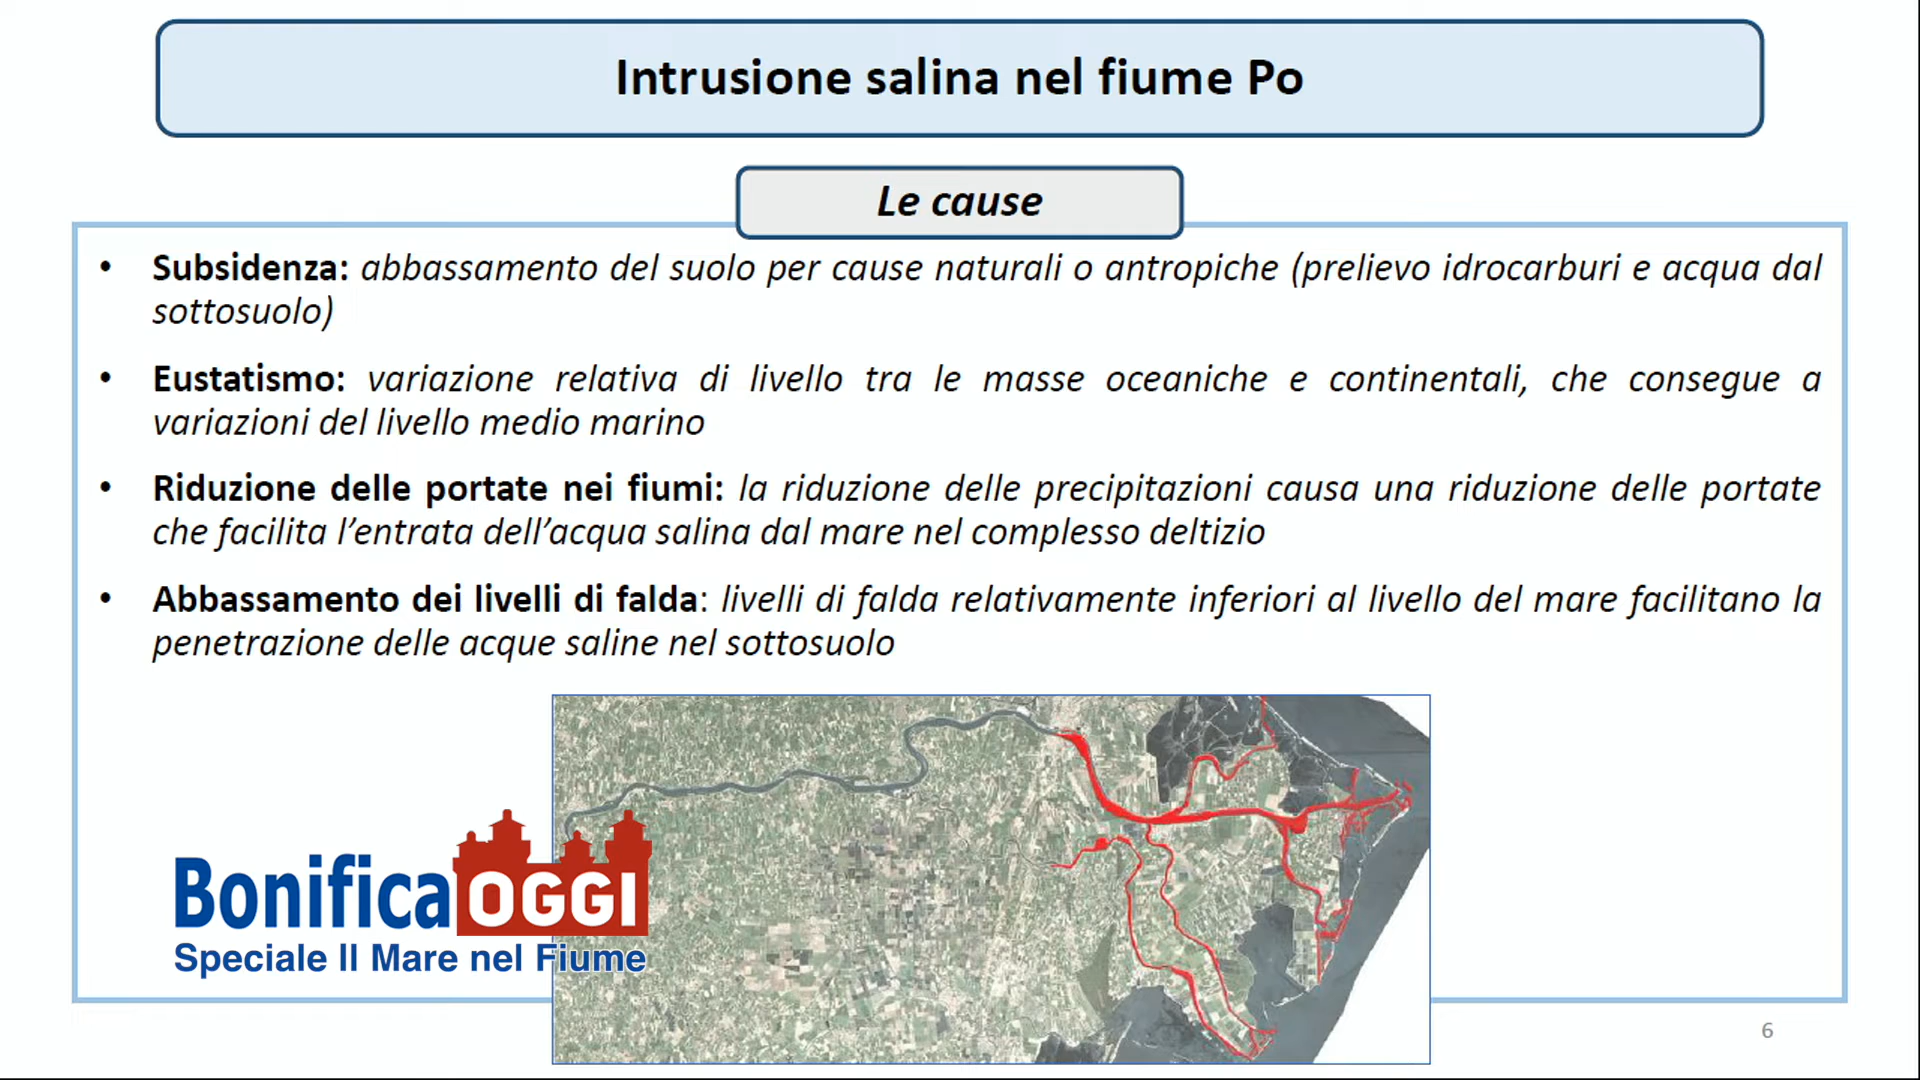 Intrusione salina nel fiume Po
Le cause
• Subsidenza: abbassamento del suolo per cause naturali o antropiche (prelievo idrocarburi e acqua dal
sottosuolo)
• Eustatismo: variazione relativa di livello tra le masse oceaniche e continentali, che consegue a
variazioni del livello medio marino
• Riduzione delle portate nei fiumi: la riduzione delle precipitazioni causa una riduzione delle portate
che facilita l’entrata dell’acqua salina dal mare nel complesso deltizio
• Abbassamento dei livelli di falda: livelli di falda relativamente inferiori al livello del mare facilitano la
penetrazione delle acque saline nel sottosuolo
Bonifica OGGI
Speciale Il Mare nel Fiume
6